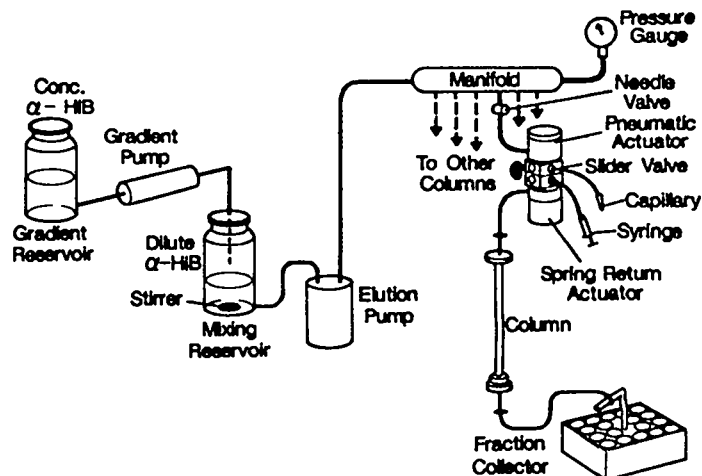 Pressure
Gauge
Conc.
α- HIB
Manifold
Needle
Valve
Gradient
Pump
Pneumatic
Actuator
To Other
Columns
Slider Valve
Capillary
Gradient
Reservoir
Dilute
α-HIB
Syringe
Stirrer
Elution
Pump
Spring Return
Actuator
Mixing
Reservoir
Column
Fraction
Collector